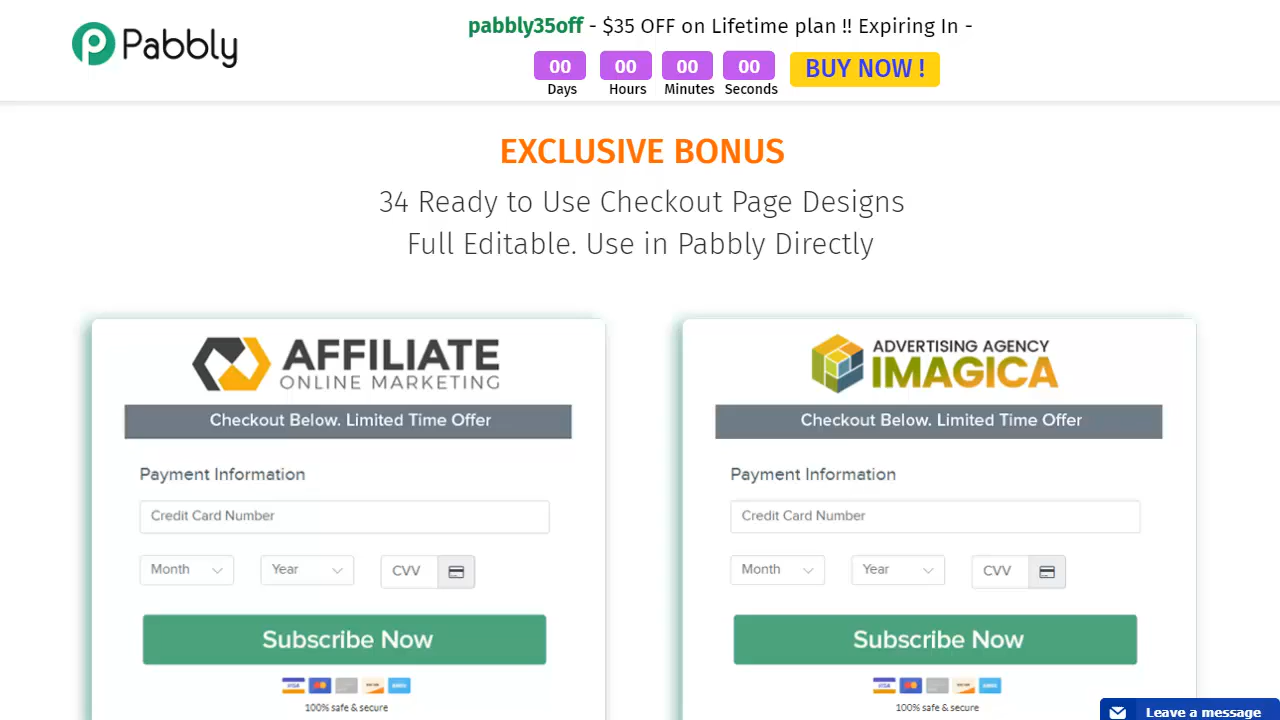 Pabbly
pabbly35off - $35 OFF on Lifetime plan !! Expiring In -
00 00 00 00
Days Hours Minutes Seconds
BUY NOW !
EXCLUSIVE BONUS
34 Ready to Use Checkout Page Designs
Full Editable. Use in Pabbly Directly
AFFILIATE
ONLINE MARKETING
Checkout Below. Limited Time Offer
Payment Information
Credit Card Number
Month Year CVV
Subscribe Now
100% safe & secure
ADVERTISING AGENCY
IMAGICA
Checkout Below. Limited Time Offer
Payment Information
Credit Card Number
Month Year CVV
Subscribe Now
100% safe & secure
Leave a message